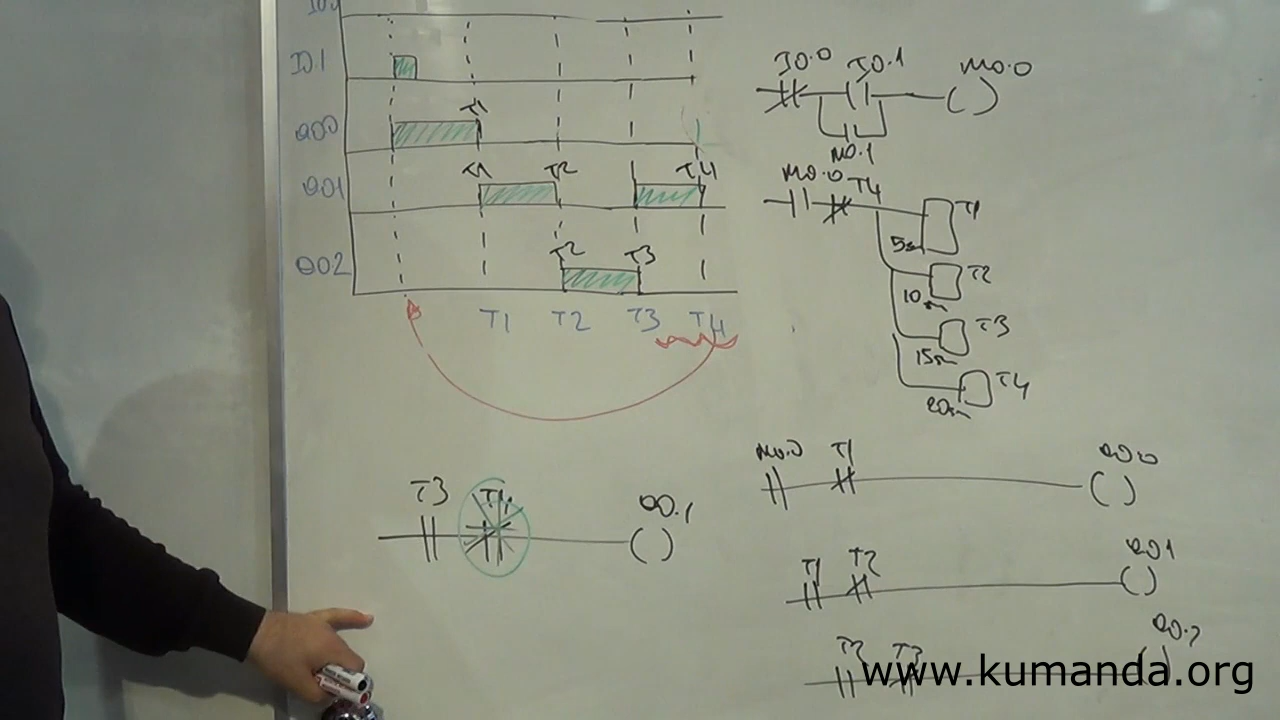 I0.1
T1
Q0.0
T1 T2 T4
Q0.1
T2 T3
Q0.2
T1 T2 T3 T4
T3 Q0.1
I0.0 I0.1 M0.0
M0.1
M0.0 T4
T1
5sn
T2
10sn
T3
15sn
T4
20sn
M0.0 T1 Q0.0
T1 T2 Q0.1
T2 T3 Q0.2
www.kumanda.org